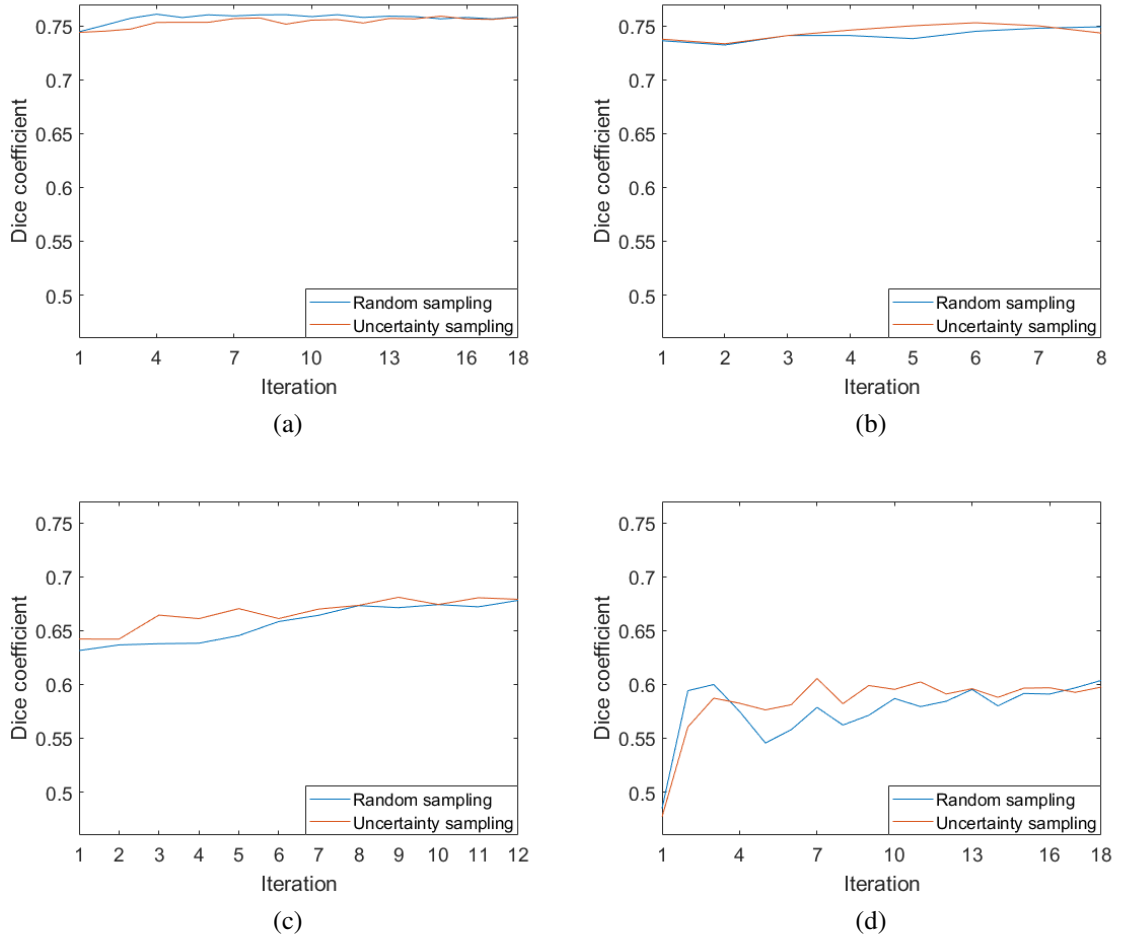 0.75
0.7
0.65
0.6
0.55
0.5
Dice coefficient
Random sampling
Uncertainty sampling
1 4 7 10 13 16 18
Iteration
(a)
0.75
0.7
0.65
0.6
0.55
0.5
Dice coefficient
Random sampling
Uncertainty sampling
1 2 3 4 5 6 7 8
Iteration
(b)
0.75
0.7
0.65
0.6
0.55
0.5
Dice coefficient
Random sampling
Uncertainty sampling
1 2 3 4 5 6 7 8 9 10 11 12
Iteration
(c)
0.75
0.7
0.65
0.6
0.55
0.5
Dice coefficient
Random sampling
Uncertainty sampling
1 4 7 10 13 16 18
Iteration
(d)